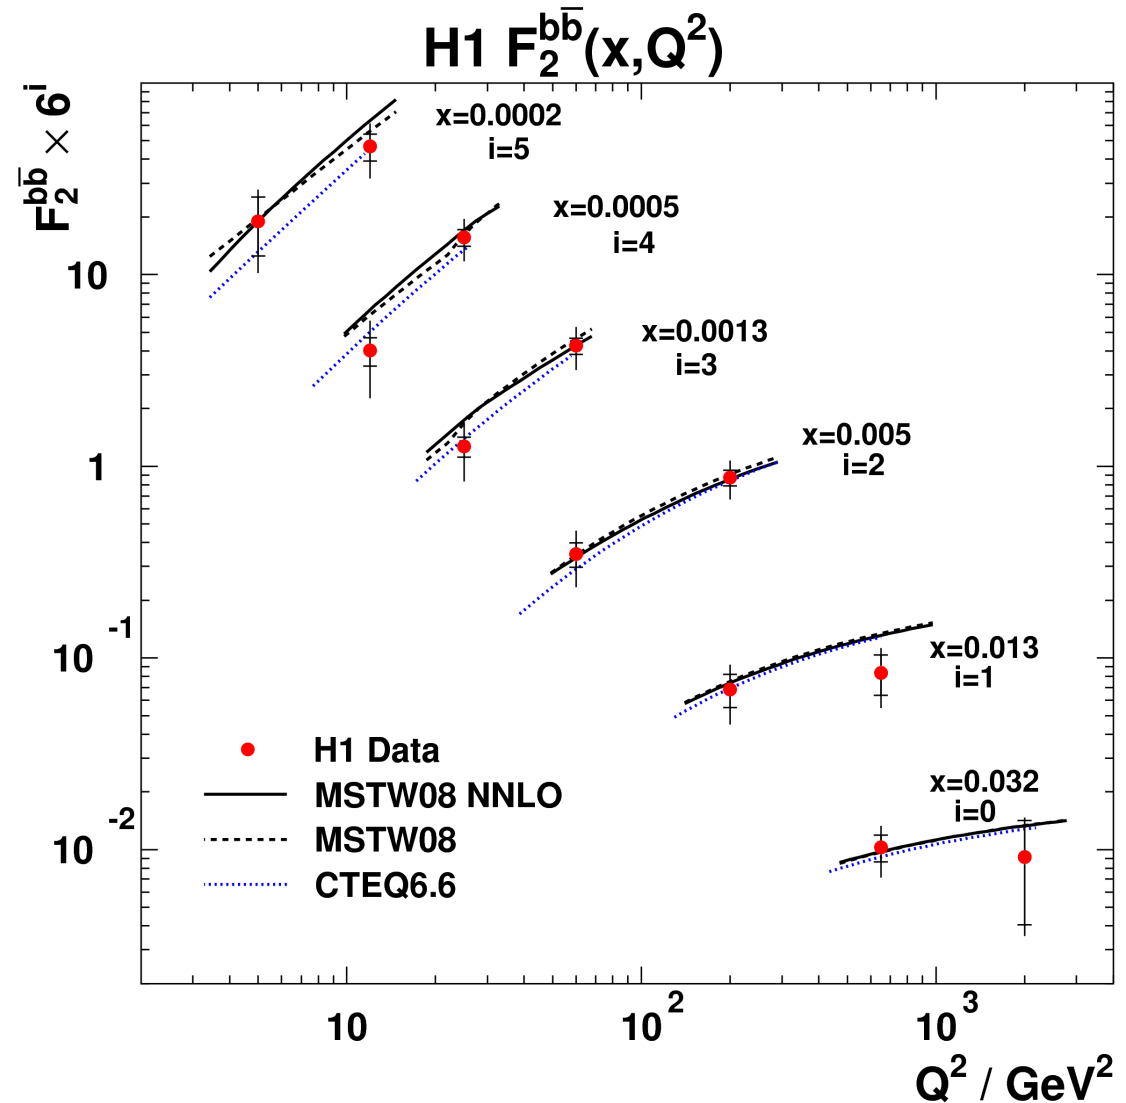 H1 F₂ᵇᵇ̅(x,Q²)
F₂ᵇᵇ̅ × 6ⁱ
x=0.0002
i=5
x=0.0005
i=4
10
x=0.0013
i=3
x=0.005
i=2
1
x=0.013
i=1
10⁻¹
H1 Data
MSTW08 NNLO
MSTW08
CTEQ6.6
x=0.032
i=0
10⁻²
10 10² 10³
Q² / GeV²